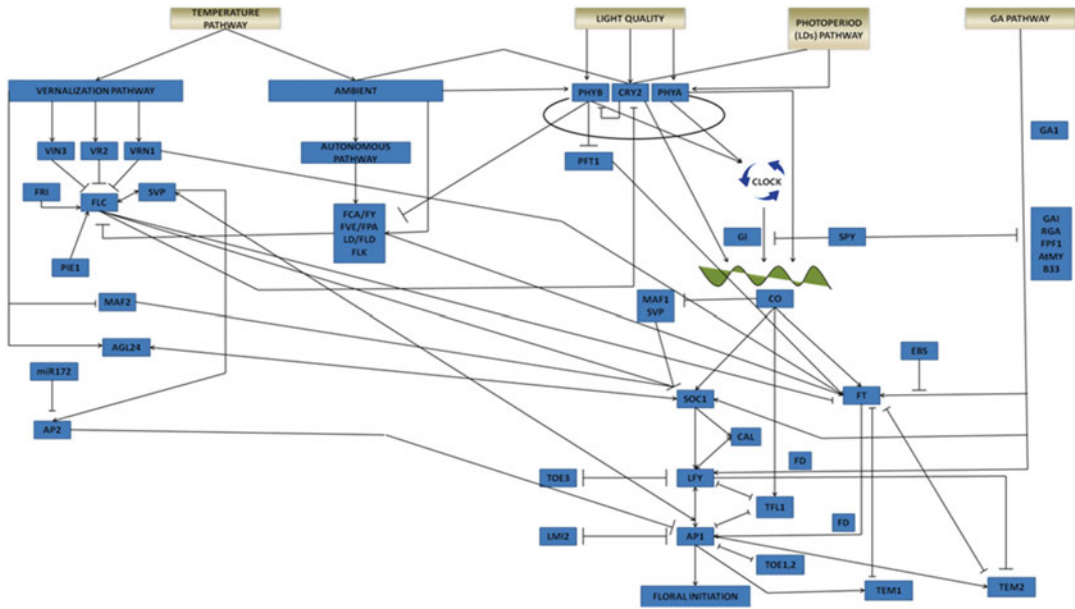 TEMPERATURE
PATHWAY
LIGHT QUALITY
PHOTOPERIOD
(LDs) PATHWAY
GA PATHWAY
VERNALIZATION PATHWAY
AMBIENT
PHYB
CRY2
PHYA
VIN3
VR2
VRN1
AUTONOMOUS
PATHWAY
PFT1
GA1
CLOCK
FRI
FLC
SVP
FCA/FY
FVE/FPA
LD/FLD
FLK
GI
SPY
GAI
RGA
FPF1
AtMY
B33
PIE1
MAF2
MAF1
SVP
CO
AGL24
EBS
miR172
SOC1
FT
AP2
CAL
FD
TOE3
LFY
TFL1
FD
LMI2
AP1
TOE1,2
FLORAL INITIATION
TEM1
TEM2